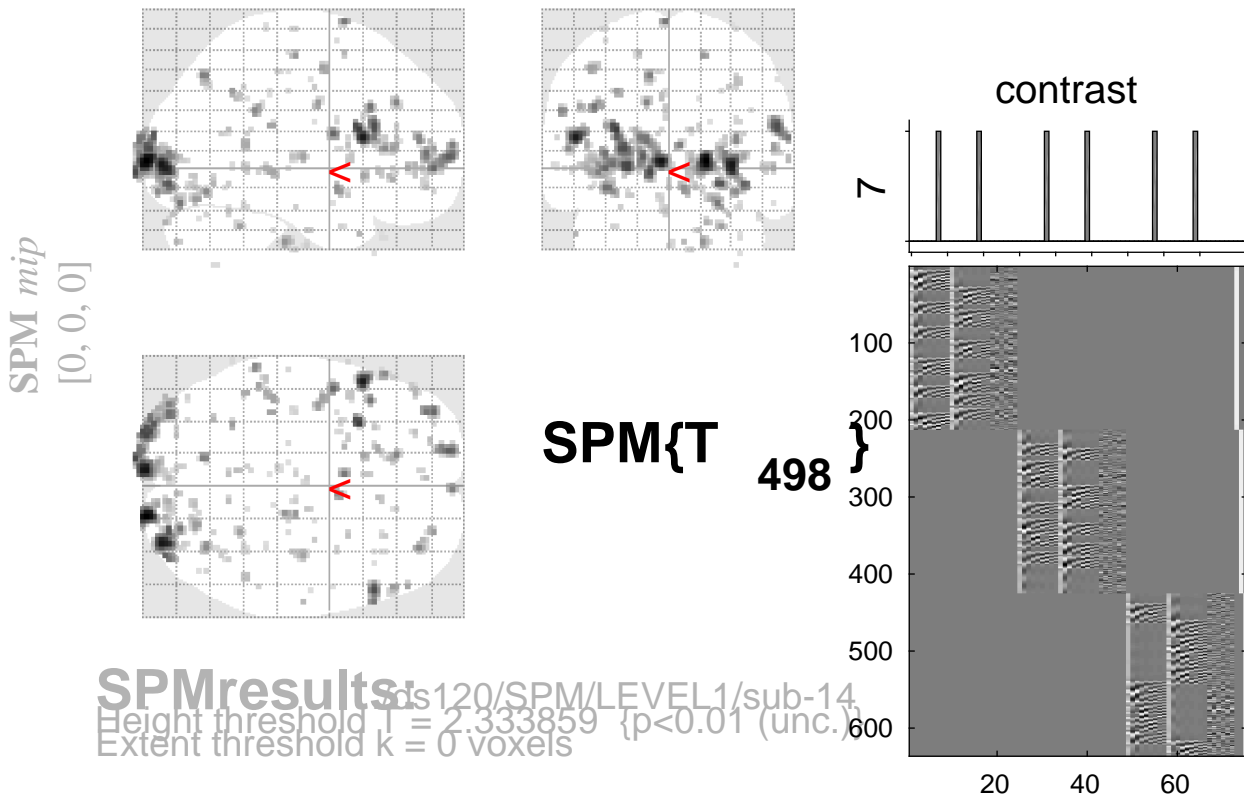 SPM mip
[0, 0, 0]
<
<
<
SPM{T498}
SPMresults: /ds120/SPM/LEVEL1/sub-14
Height threshold T = 2.333859 {p<0.01 (unc.)}
Extent threshold k = 0 voxels
contrast
7
100
200
300
400
500
600
20 40 60